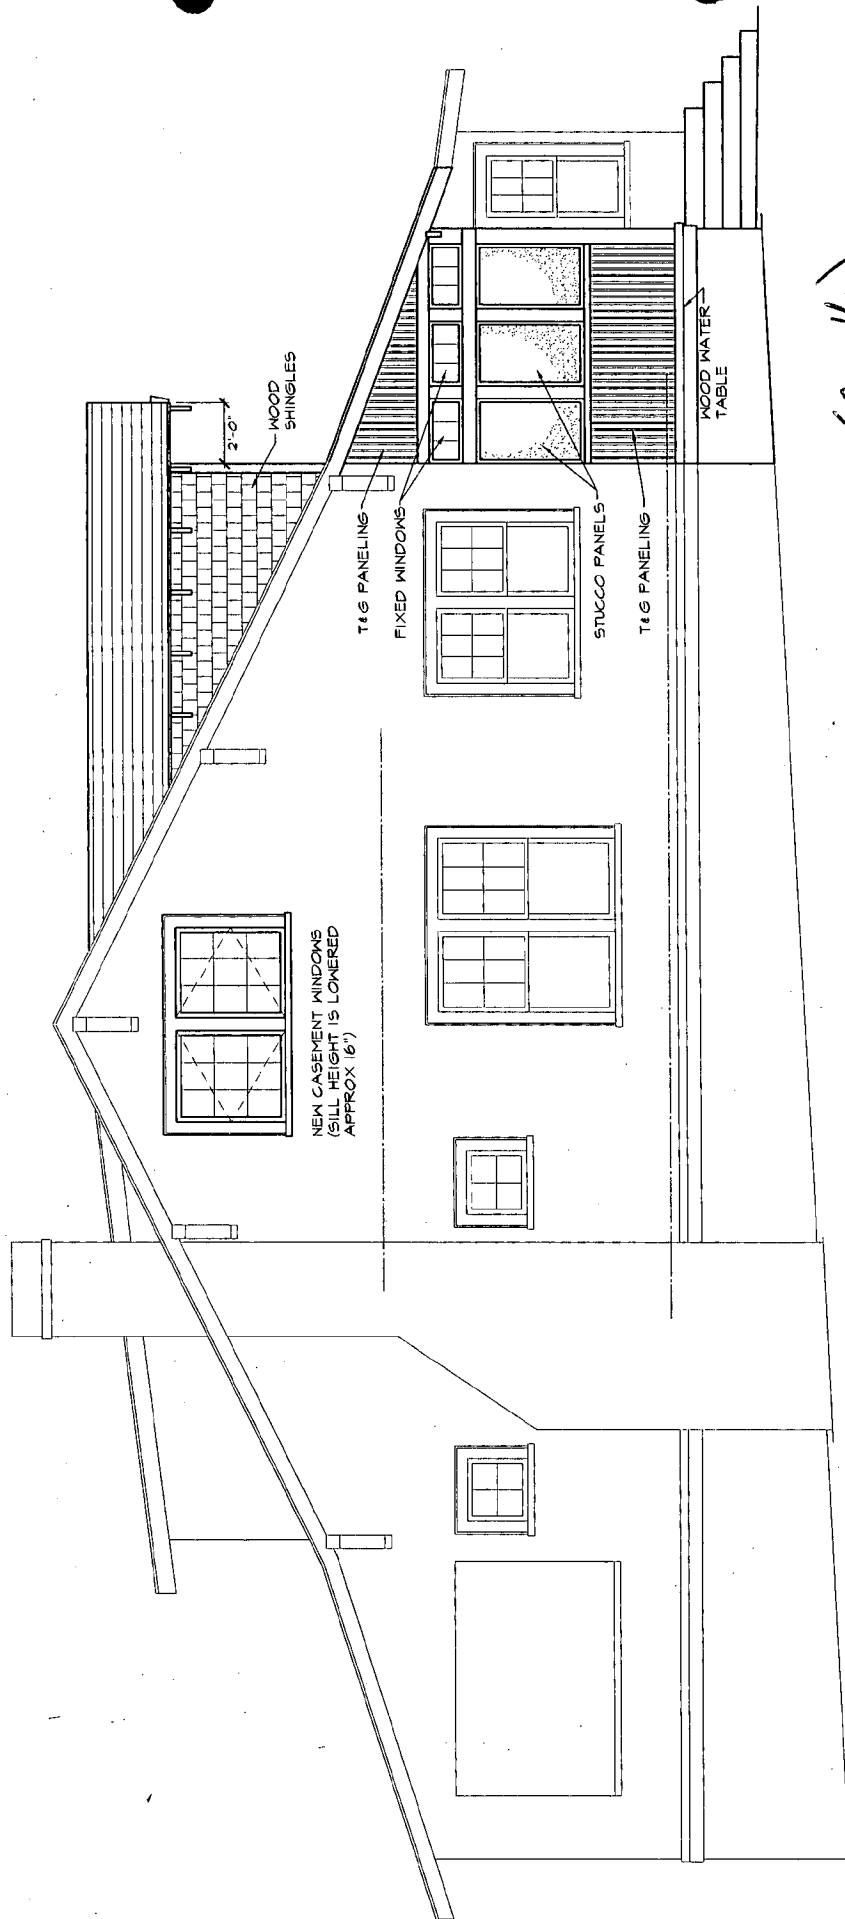 2'-0"
WOOD
SHINGLES
NEW CASEMENT WINDOWS
(SILL HEIGHT IS LOWERED
APPROX 16")
T&G PANELING
FIXED WINDOWS
STUCCO PANELS
T&G PANELING
WOOD WATER-
TABLE